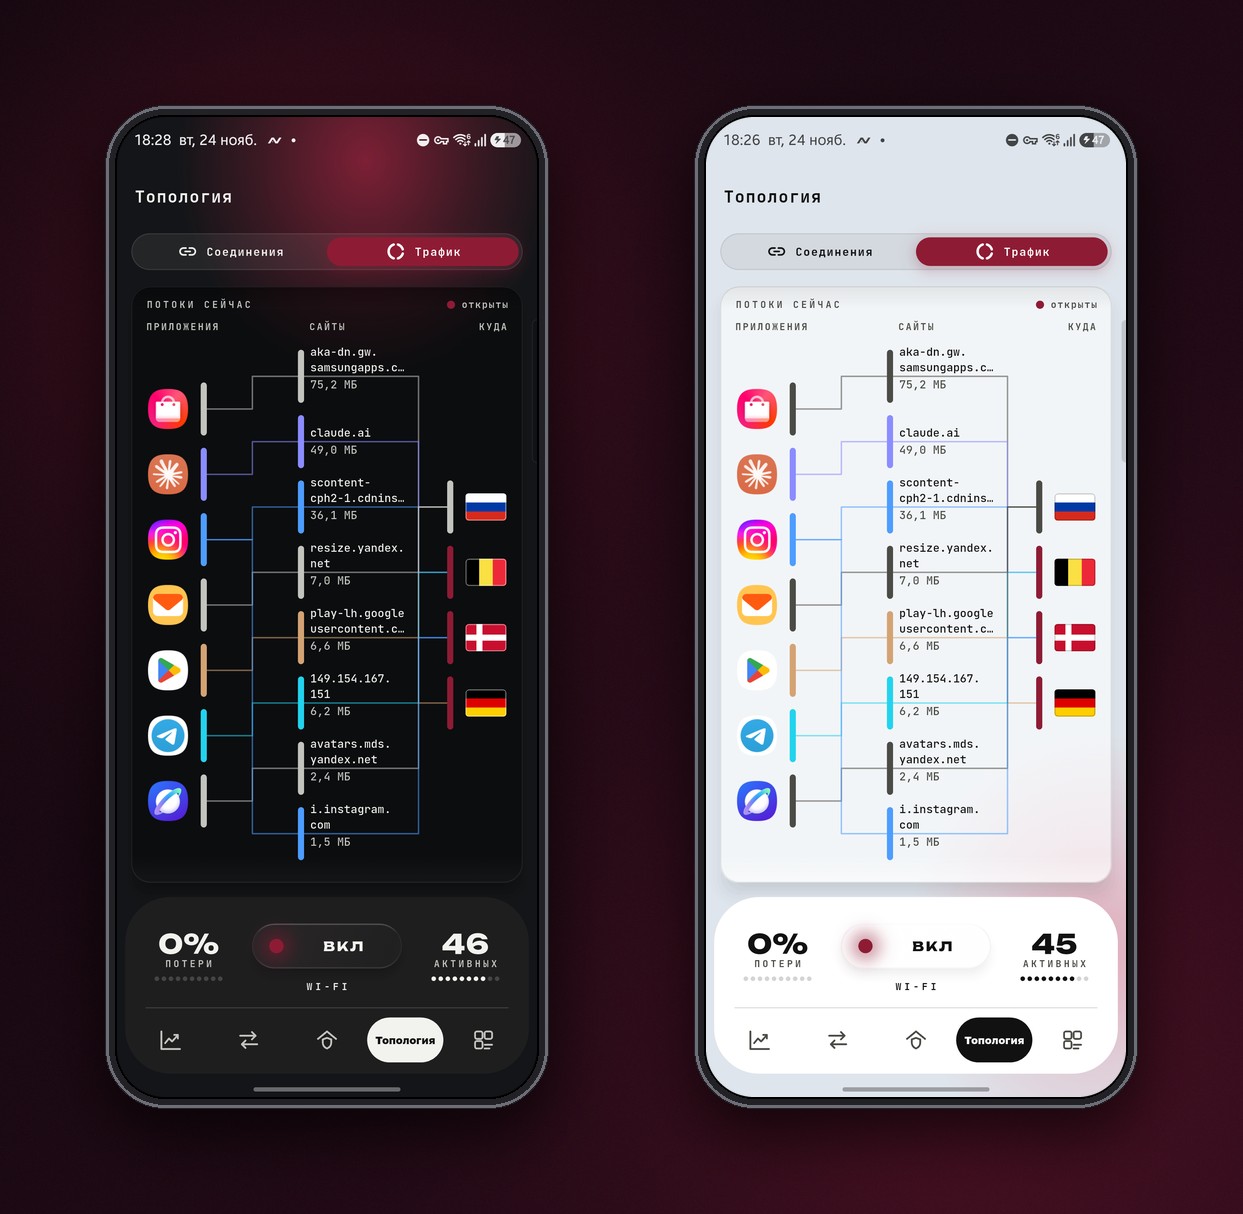 18:28 вт, 24 нояб.
47
Топология
Соединения
Трафик
ПОТОКИ СЕЙЧАС
открыты
ПРИЛОЖЕНИЯ
САЙТЫ
КУДА
aka-dn.gw.
samsungapps.c…
75,2 МБ
claude.ai
49,0 МБ
scontent-
cph2-1.cdnins…
36,1 МБ
resize.yandex.
net
7,0 МБ
play-lh.google
usercontent.c…
6,6 МБ
149.154.167.
151
6,2 МБ
avatars.mds.
yandex.net
2,4 МБ
i.instagram.
com
1,5 МБ
0%
ПОТЕРИ
ВКЛ
46
АКТИВНЫХ
WI-FI
Топология
18:26 вт, 24 нояб.
47
Топология
Соединения
Трафик
ПОТОКИ СЕЙЧАС
открыты
ПРИЛОЖЕНИЯ
САЙТЫ
КУДА
aka-dn.gw.
samsungapps.c…
75,2 МБ
claude.ai
49,0 МБ
scontent-
cph2-1.cdnins…
36,1 МБ
resize.yandex.
net
7,0 МБ
play-lh.google
usercontent.c…
6,6 МБ
149.154.167.
151
6,2 МБ
avatars.mds.
yandex.net
2,4 МБ
i.instagram.
com
1,5 МБ
0%
ПОТЕРИ
ВКЛ
45
АКТИВНЫХ
WI-FI
Топология